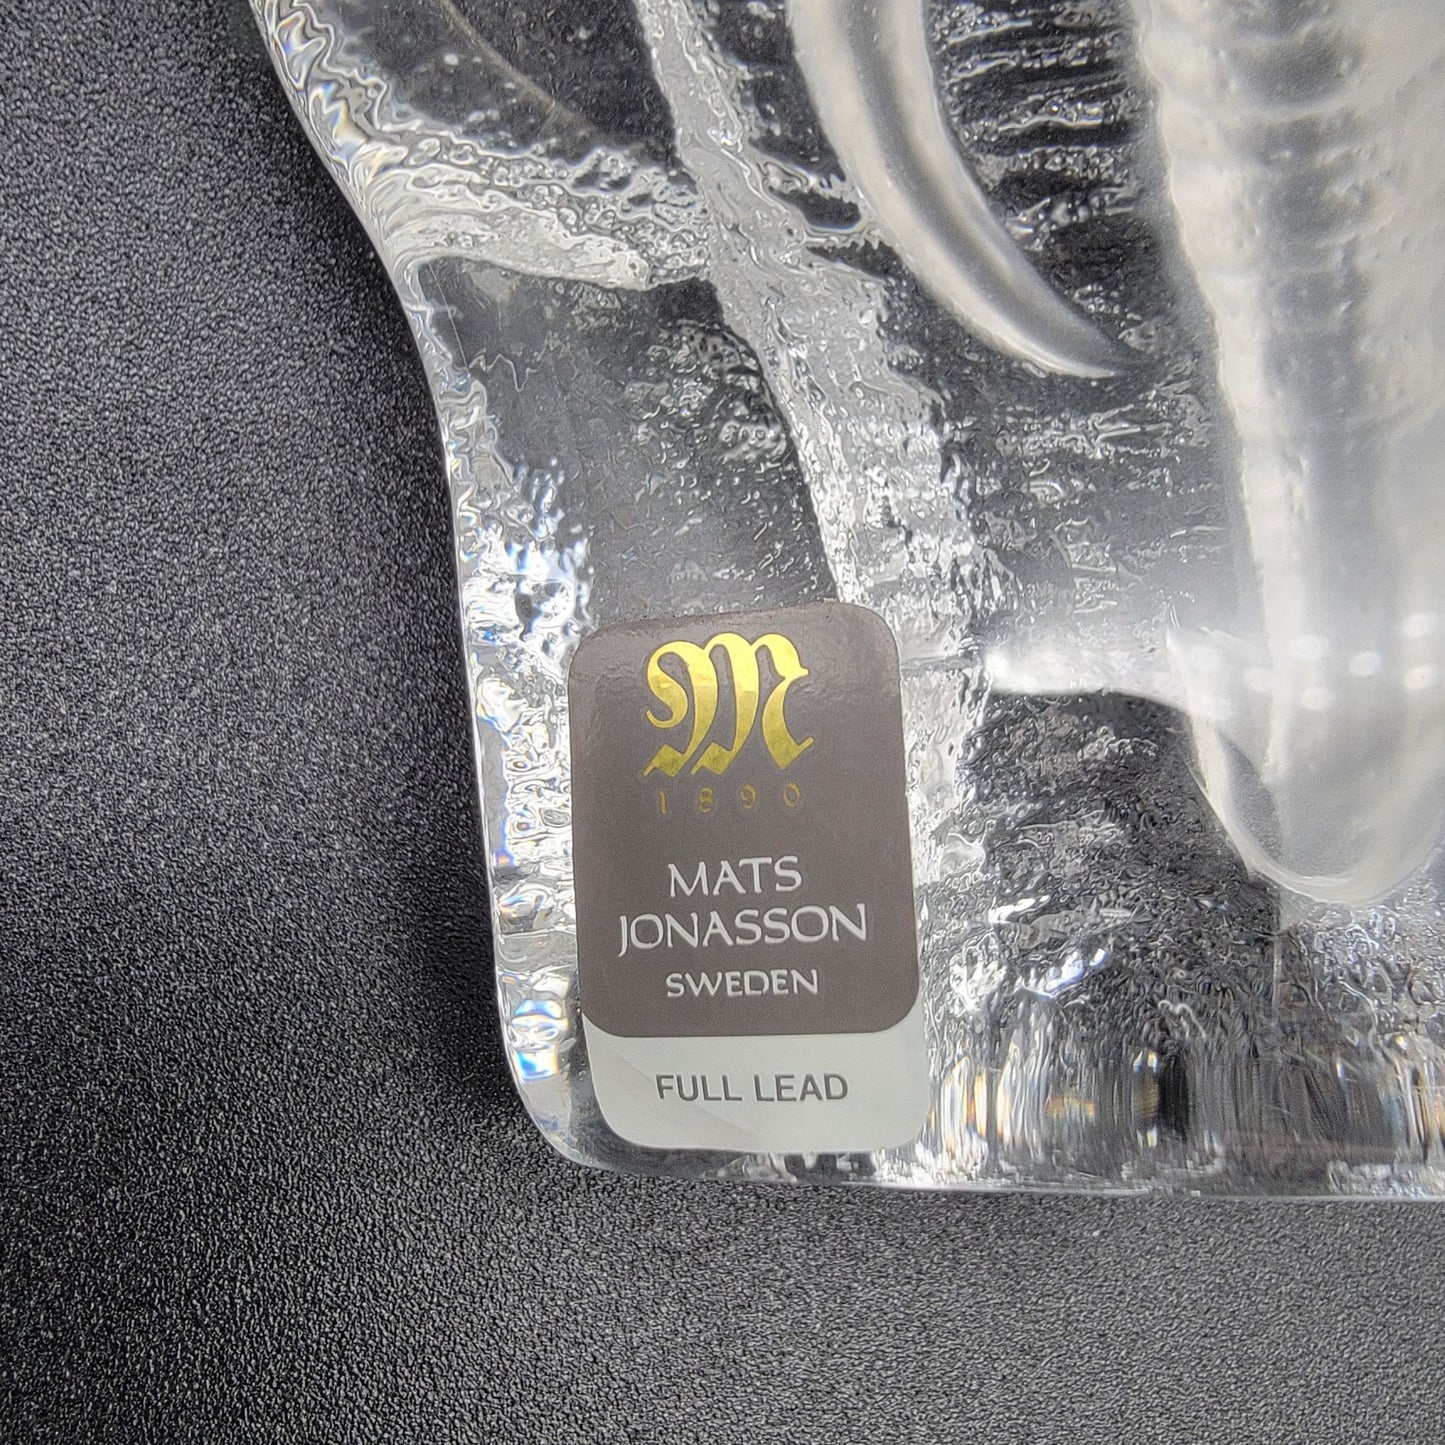 M
1890
MATS
JONASSON
SWEDEN
FULL LEAD